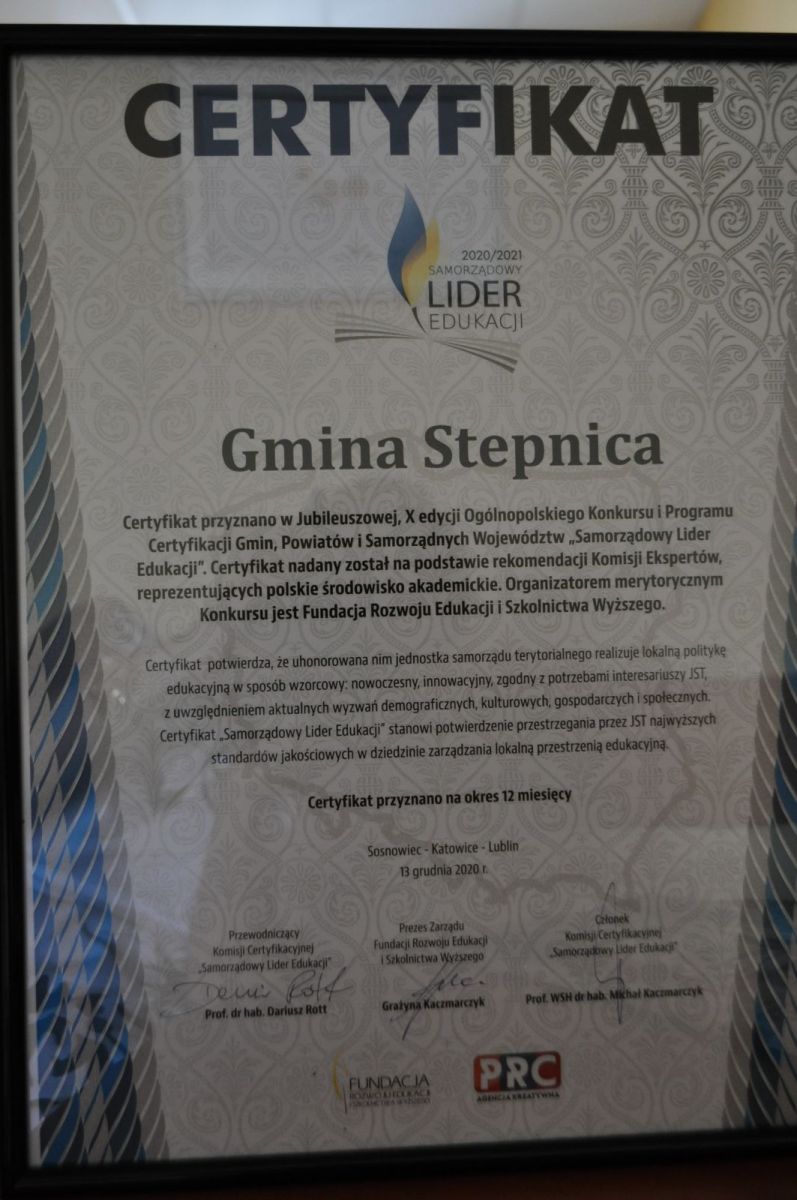 CERTYFIKAT
2020/2021
SAMORZĄDOWY
LIDER
EDUKACJI
Gmina Stepnica
Certyfikat przyznano w Jubileuszowej, X edycji Ogólnopolskiego Konkursu i Programu
Certyfikacji Gmin, Powiatów i Samorządnych Województw „Samorządowy Lider
Edukacji”. Certyfikat nadany został na podstawie rekomendacji Komisji Ekspertów,
reprezentujących polskie środowisko akademickie. Organizatorem merytorycznym
Konkursu jest Fundacja Rozwoju Edukacji i Szkolnictwa Wyższego.
Certyfikat potwierdza, że uhonorowana nim jednostka samorządu terytorialnego realizuje lokalną politykę
edukacyjną w sposób wzorcowy: nowoczesny, innowacyjny, zgodny z potrzebami interesariuszy JST,
z uwzględnieniem aktualnych wyzwań demograficznych, kulturowych, gospodarczych i społecznych.
Certyfikat „Samorządowy Lider Edukacji” stanowi potwierdzenie przestrzegania przez JST najwyższych
standardów jakościowych w dziedzinie zarządzania lokalną przestrzenią edukacyjną.
Certyfikat przyznano na okres 12 miesięcy
Sosnowiec - Katowice - Lublin
13 grudnia 2020 r.
Przewodniczący
Komisji Certyfikacyjnej
„Samorządowy Lider Edukacji”
Prof. dr hab. Dariusz Rott
Prezes Zarządu
Fundacji Rozwoju Edukacji
i Szkolnictwa Wyższego
Grażyna Kaczmarczyk
Członek
Komisji Certyfikacyjnej
„Samorządowy Lider Edukacji”
Prof. WSH dr hab. Michał Kaczmarczyk
FUNDACJA
ROZWOJU EDUKACJI
I SZKOLNICTWA WYŻSZEGO
PRC
AGENCJA KREATYWNA